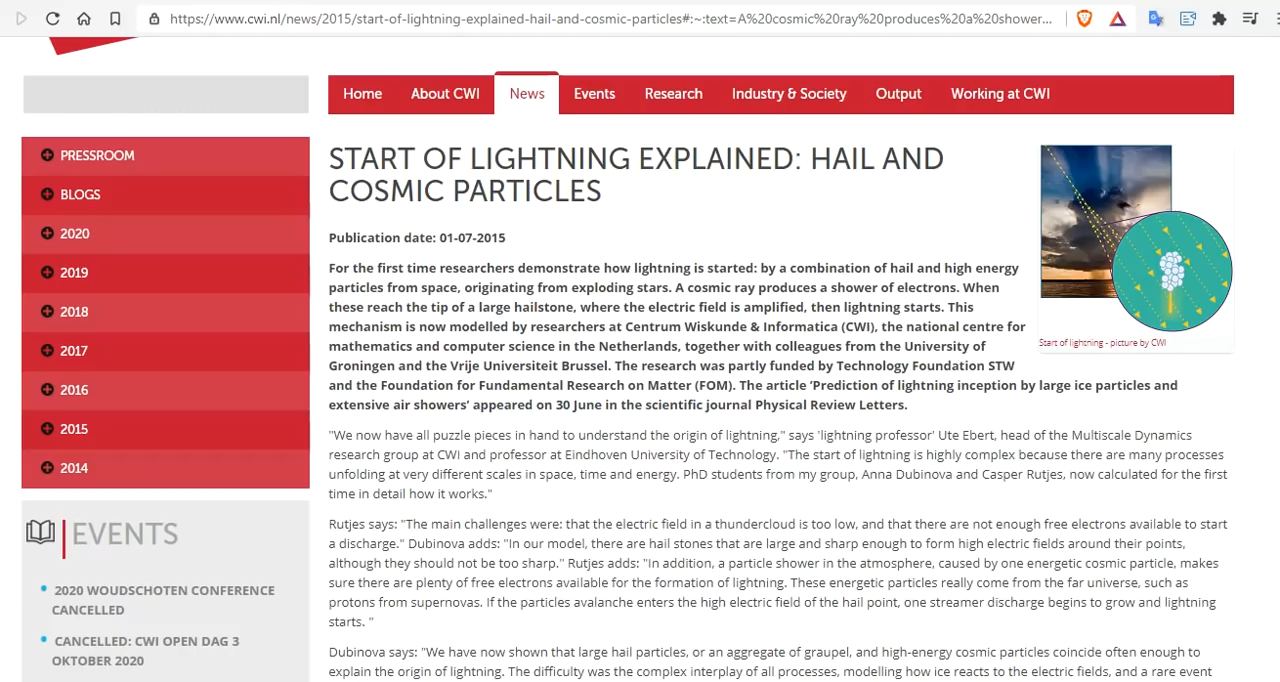 https://www.cwi.nl/news/2015/start-of-lightning-explained-hail-and-cosmic-particles#:~:text=A%20cosmic%20ray%20produces%20a%20shower...
Home About CWI News Events Research Industry & Society Output Working at CWI
PRESSROOM
BLOGS
2020
2019
2018
2017
2016
2015
2014
EVENTS
2020 WOUDSCHOTEN CONFERENCE
CANCELLED
CANCELLED: CWI OPEN DAG 3
OKTOBER 2020
START OF LIGHTNING EXPLAINED: HAIL AND
COSMIC PARTICLES
Publication date: 01-07-2015
For the first time researchers demonstrate how lightning is started: by a combination of hail and high energy
particles from space, originating from exploding stars. A cosmic ray produces a shower of electrons. When
these reach the tip of a large hailstone, where the electric field is amplified, then lightning starts. This
mechanism is now modelled by researchers at Centrum Wiskunde & Informatica (CWI), the national centre for
mathematics and computer science in the Netherlands, together with colleagues from the University of
Groningen and the Vrije Universiteit Brussel. The research was partly funded by Technology Foundation STW
and the Foundation for Fundamental Research on Matter (FOM). The article ‘Prediction of lightning inception by large ice particles and
extensive air showers’ appeared on 30 June in the scientific journal Physical Review Letters.
Start of lightning - picture by CWI
"We now have all puzzle pieces in hand to understand the origin of lightning," says 'lightning professor' Ute Ebert, head of the Multiscale Dynamics
research group at CWI and professor at Eindhoven University of Technology. "The start of lightning is highly complex because there are many processes
unfolding at very different scales in space, time and energy. PhD students from my group, Anna Dubinova and Casper Rutjes, now calculated for the first
time in detail how it works."
Rutjes says: "The main challenges were: that the electric field in a thundercloud is too low, and that there are not enough free electrons available to start
a discharge." Dubinova adds: "In our model, there are hail stones that are large and sharp enough to form high electric fields around their points,
although they should not be too sharp." Rutjes adds: "In addition, a particle shower in the atmosphere, caused by one energetic cosmic particle, makes
sure there are plenty of free electrons available for the formation of lightning. These energetic particles really come from the far universe, such as
protons from supernovas. If the particles avalanche enters the high electric field of the hail point, one streamer discharge begins to grow and lightning
starts. "
Dubinova says: "We have now shown that large hail particles, or an aggregate of graupel, and high-energy cosmic particles coincide often enough to
explain the origin of lightning. The difficulty was the complex interplay of all processes, modelling how ice reacts to the electric fields, and a rare event